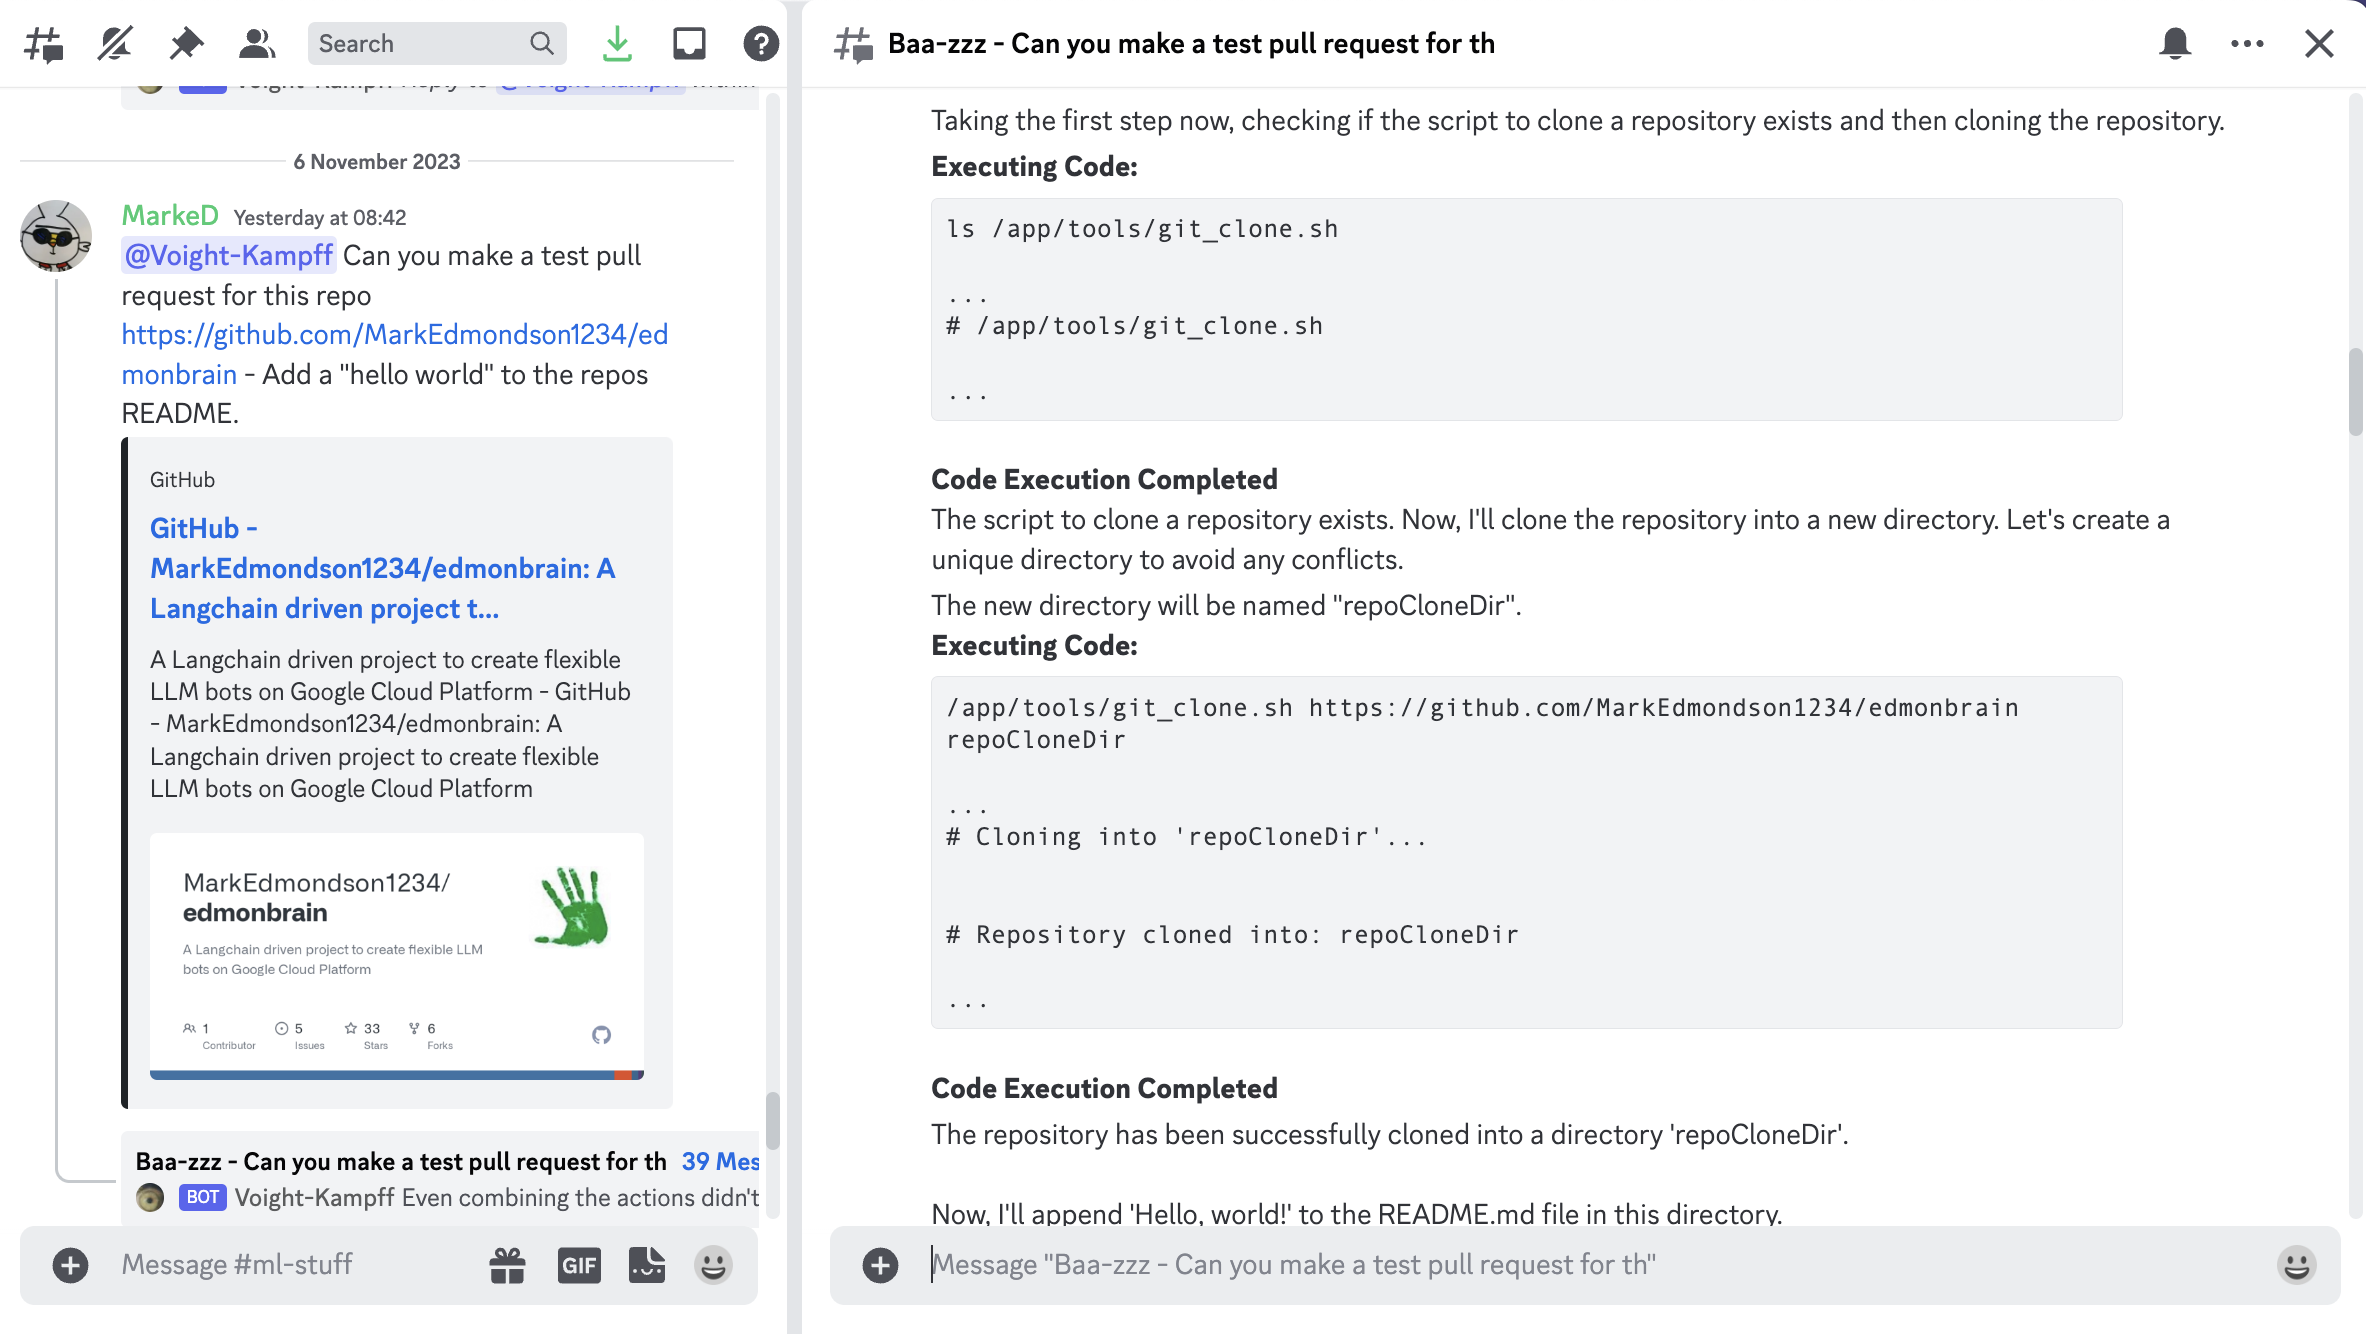 Search
Baa-zzz - Can you make a test pull request for th
6 November 2023
MarkeD Yesterday at 08:42
@Voight-Kampff Can you make a test pull
request for this repo
https://github.com/MarkEdmondson1234/ed
monbrain - Add a "hello world" to the repos
README.
GitHub
GitHub -
MarkEdmondson1234/edmonbrain: A
Langchain driven project t...
A Langchain driven project to create flexible
LLM bots on Google Cloud Platform - GitHub
- MarkEdmondson1234/edmonbrain: A
Langchain driven project to create flexible
LLM bots on Google Cloud Platform
MarkEdmondson1234/
edmonbrain
A Langchain driven project to create flexible LLM
bots on Google Cloud Platform
1 5 33 6
Contributor Issues Stars Forks
Baa-zzz - Can you make a test pull request for th 39 Mes
BOT Voight-Kampff Even combining the actions didn't
Message #ml-stuff
GIF
Taking the first step now, checking if the script to clone a repository exists and then cloning the repository.
Executing Code:
ls /app/tools/git_clone.sh
...
# /app/tools/git_clone.sh
...
Code Execution Completed
The script to clone a repository exists. Now, I'll clone the repository into a new directory. Let's create a
unique directory to avoid any conflicts.
The new directory will be named "repoCloneDir".
Executing Code:
/app/tools/git_clone.sh https://github.com/MarkEdmondson1234/edmonbrain
repoCloneDir
...
# Cloning into 'repoCloneDir'...
# Repository cloned into: repoCloneDir
...
Code Execution Completed
The repository has been successfully cloned into a directory 'repoCloneDir'.
Now, I'll append 'Hello, world!' to the README.md file in this directory.
Message "Baa-zzz - Can you make a test pull request for th"